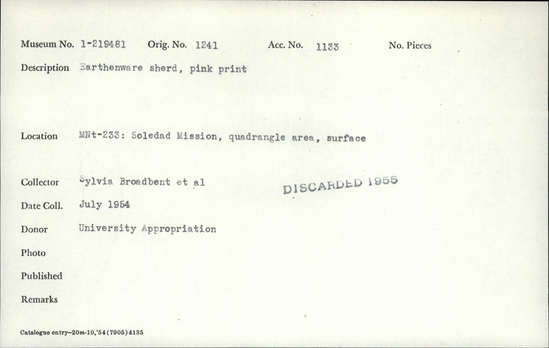 Museum No. 1-219481 Orig. No. 1241 Acc. No. 1133 No. Pieces
Description Earthenware sherd, pink print
Location MNt-233: Soledad Mission, quadrangle area, surface
Collector Sylvia Broadbent et al
DISCARDED 1955
Date Coll. July 1954
Donor University Appropriation
Photo
Published
Remarks
Catalogue entry—20m-10,'54(7905)4135